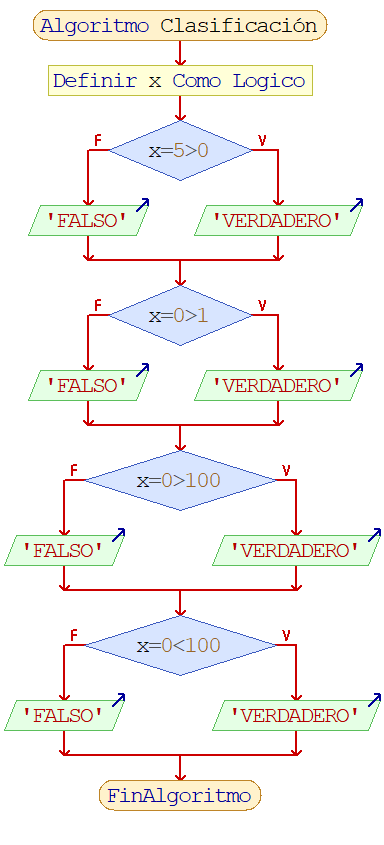 Algoritmo Clasificación
Definir x Como Logico
F
V
x=5>0
'FALSO'
'VERDADERO'
F
V
x=0>1
'FALSO'
'VERDADERO'
F
V
x=0>100
'FALSO'
'VERDADERO'
F
V
x=0<100
'FALSO'
'VERDADERO'
FinAlgoritmo